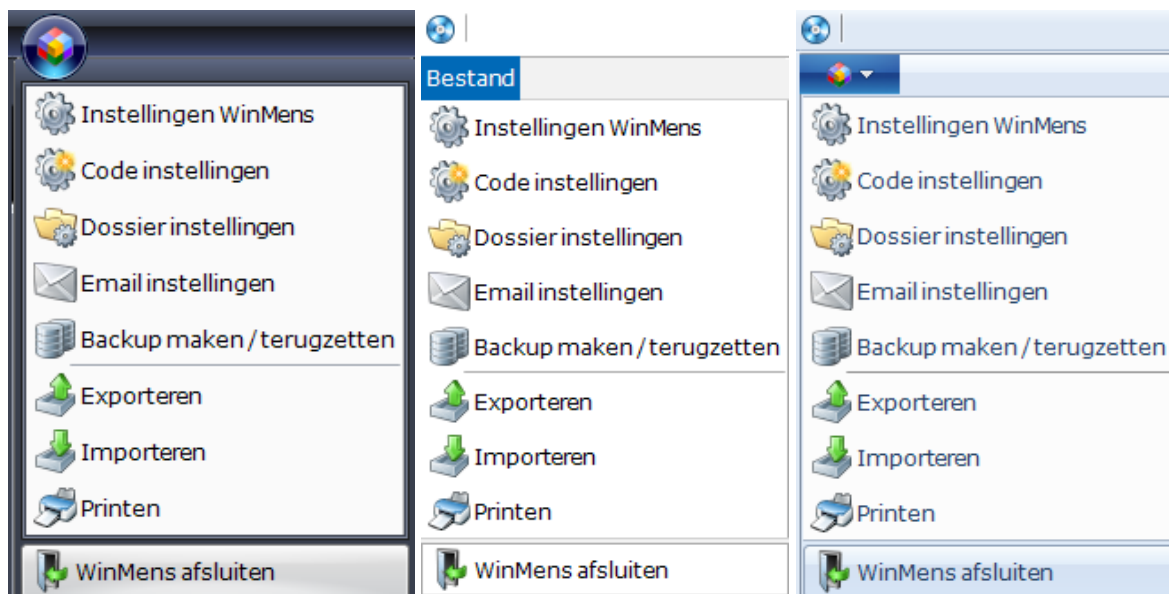 Instellingen WinMens
Code instellingen
Dossier instellingen
Email instellingen
Backup maken / terugzetten
Exporteren
Importeren
Printen
WinMens afsluiten
Bestand
Instellingen WinMens
Code instellingen
Dossier instellingen
Email instellingen
Backup maken / terugzetten
Exporteren
Importeren
Printen
WinMens afsluiten
Instellingen WinMens
Code instellingen
Dossier instellingen
Email instellingen
Backup maken / terugzetten
Exporteren
Importeren
Printen
WinMens afsluiten